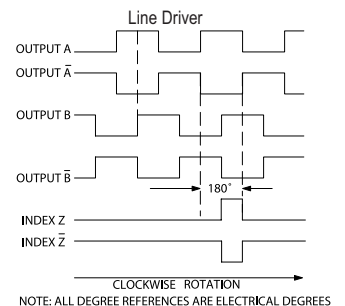 Line Driver
OUTPUT A
OUTPUT A̅
OUTPUT B
OUTPUT B̅
180°
INDEX Z
INDEX Z̅
CLOCKWISE ROTATION
NOTE: ALL DEGREE REFERENCES ARE ELECTRICAL DEGREES